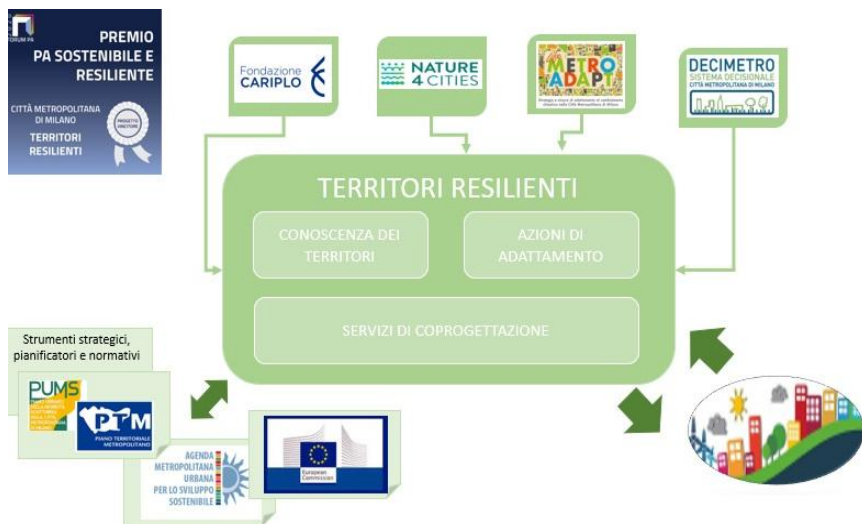 FORUM PA
PREMIO
PA SOSTENIBILE E
RESILIENTE
CITTÀ METROPOLITANA
DI MILANO
TERRITORI
RESILIENTI
PROGETTO
VINCITORE
Fondazione
CARIPLO
NATURE
4 CITIES
METRO
ADAPT
DECIMETRO
SISTEMA DECISIONALE
CITTÀ METROPOLITANA DI MILANO
TERRITORI RESILIENTI
CONOSCENZA DEI
TERRITORI
AZIONI DI
ADATTAMENTO
SERVIZI DI COPROGETTAZIONE
Strumenti strategici,
pianificatori e normativi
PUMS
PTM
PIANO TERRITORIALE
METROPOLITANO
AGENDA
METROPOLITANA
URBANA
PER LO SVILUPPO
SOSTENIBILE
European
Commission